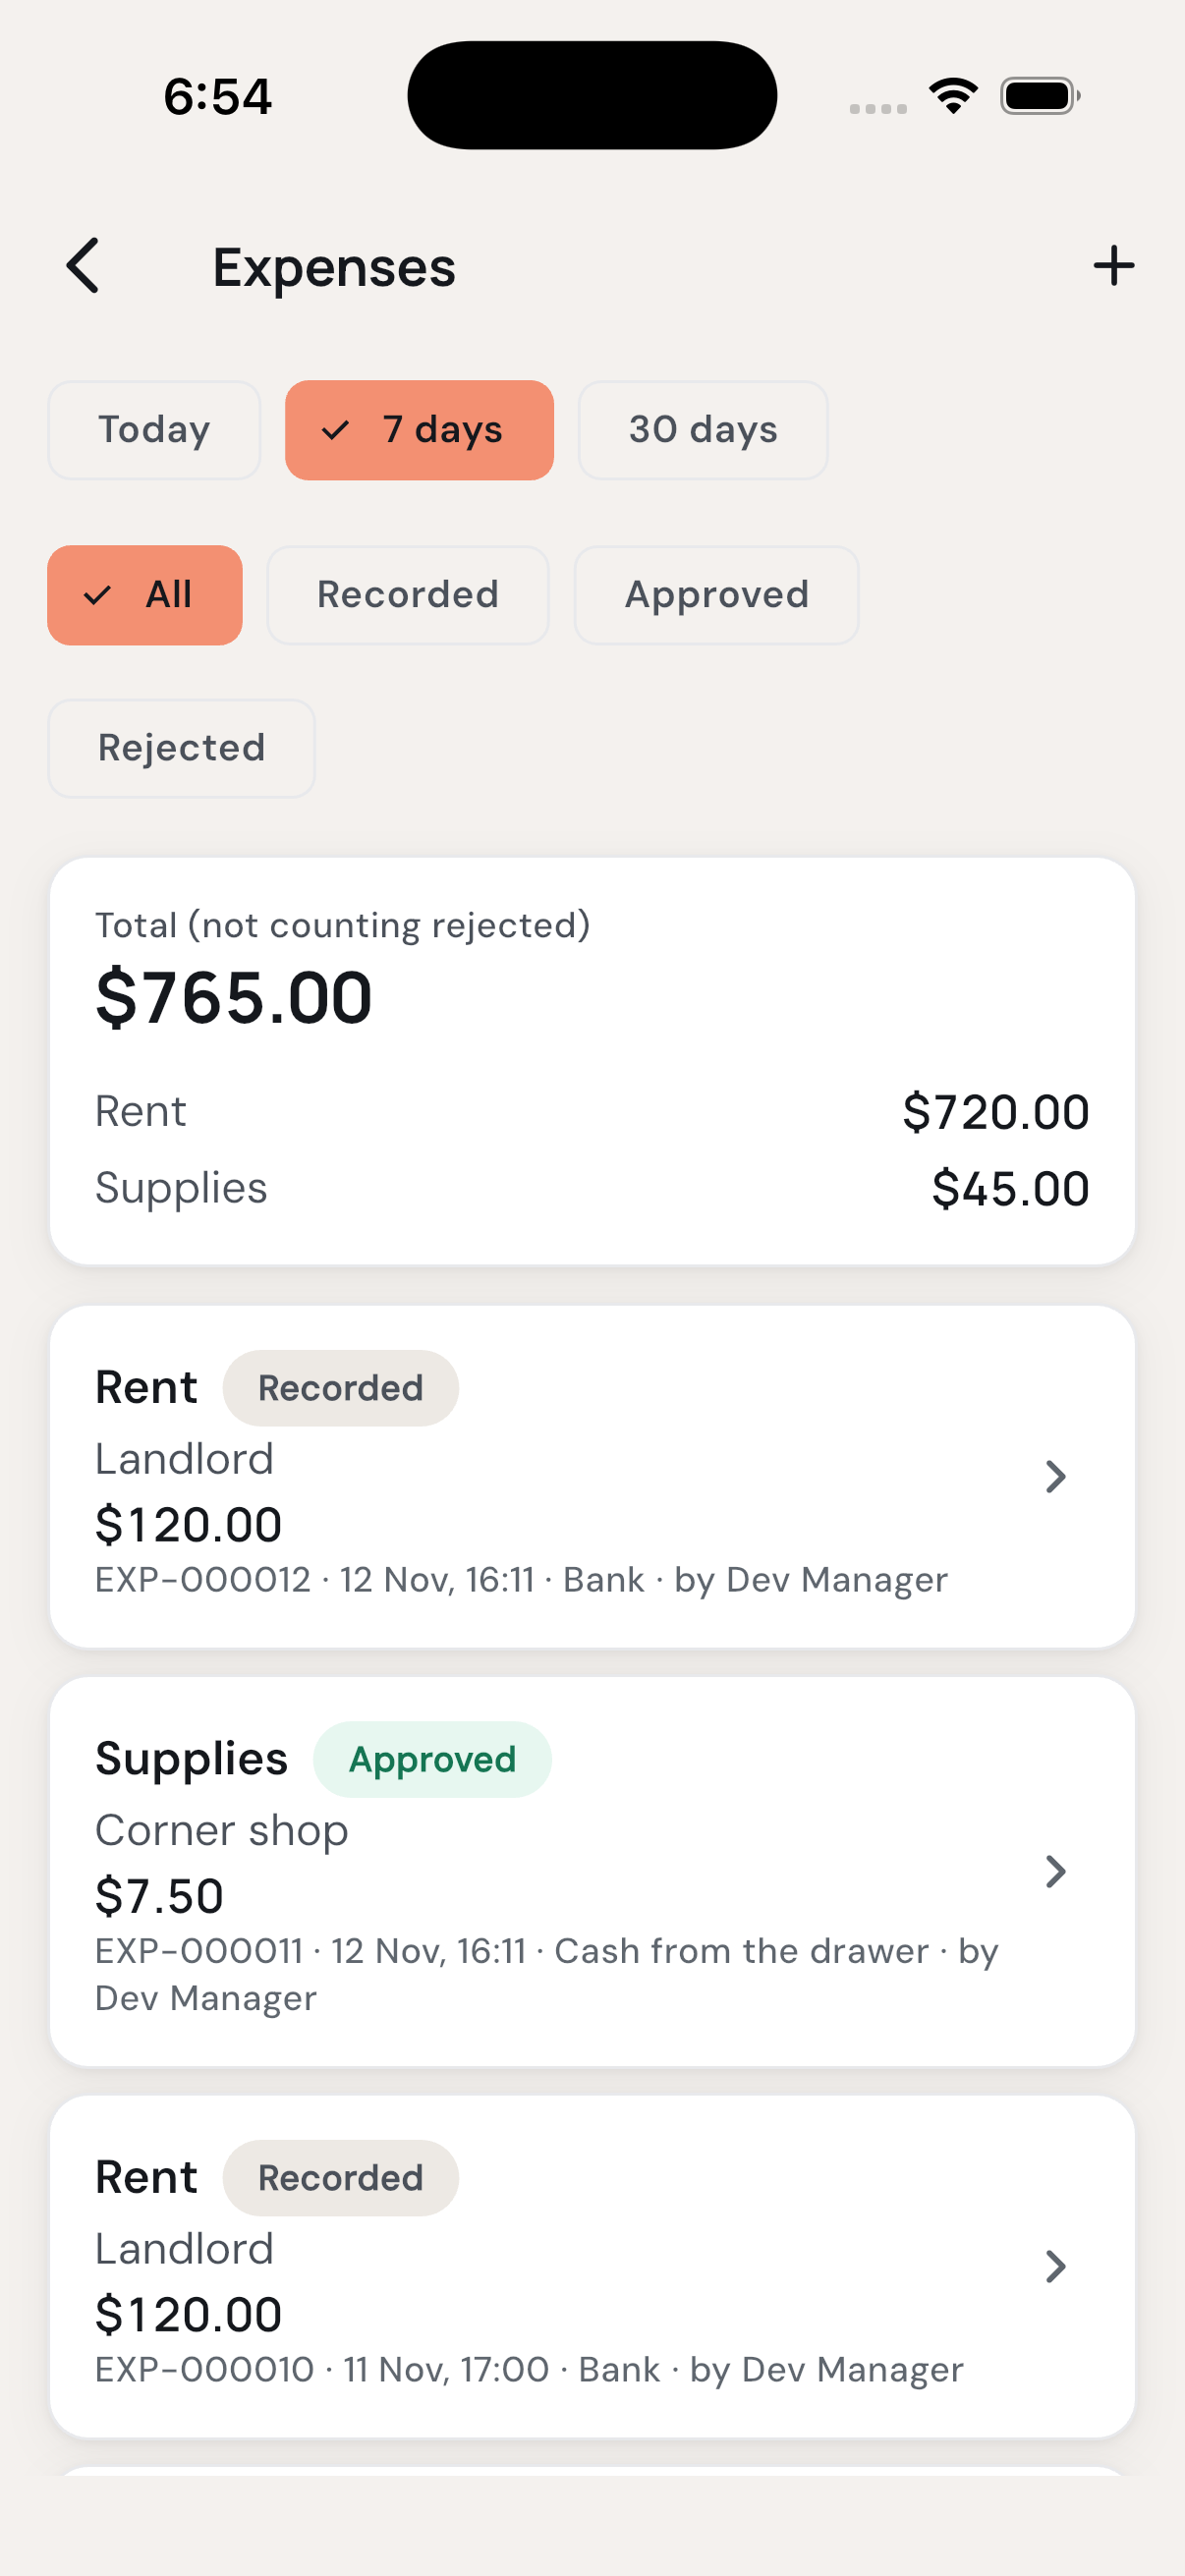 6:54
Expenses
Today
7 days
30 days
All
Recorded
Approved
Rejected
Total (not counting rejected)
$765.00
Rent $720.00
Supplies $45.00
Rent Recorded
Landlord
$120.00
EXP-000012 · 12 Nov, 16:11 · Bank · by Dev Manager
Supplies Approved
Corner shop
$7.50
EXP-000011 · 12 Nov, 16:11 · Cash from the drawer · by
Dev Manager
Rent Recorded
Landlord
$120.00
EXP-000010 · 11 Nov, 17:00 · Bank · by Dev Manager